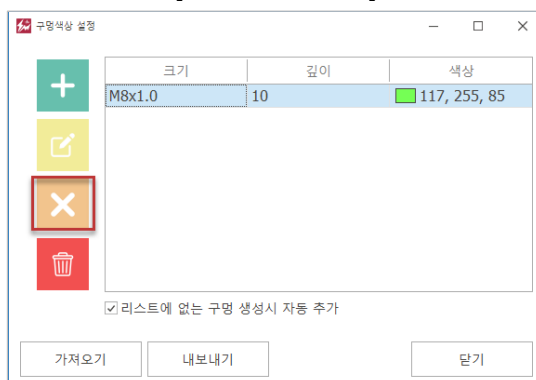 구멍색상 설정
크기 깊이 색상
M8x1.0 10 117, 255, 85
리스트에 없는 구멍 생성시 자동 추가
가져오기 내보내기 닫기